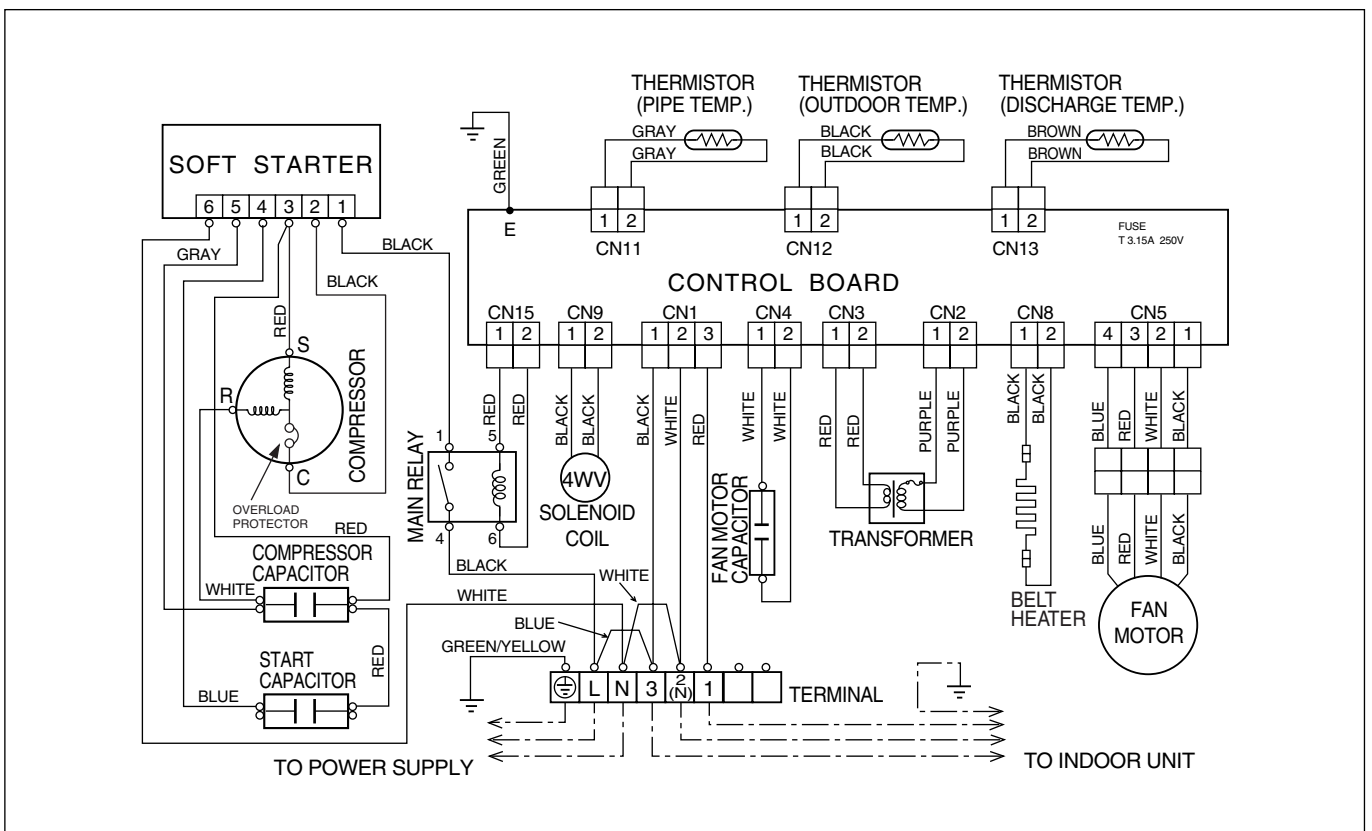 THERMISTOR
(PIPE TEMP.)
THERMISTOR
(OUTDOOR TEMP.)
THERMISTOR
(DISCHARGE TEMP.)
GRAY
GRAY
BLACK
BLACK
BROWN
BROWN
GREEN
E
SOFT STARTER
6 5 4 3 2 1
1 2
CN11
1 2
CN12
1 2
CN13
FUSE
T 3.15A 250V
CONTROL BOARD
CN15
1 2
CN9
1 2
CN1
1 2 3
CN4
1 2
CN3
1 2
CN2
1 2
CN8
1 2
CN5
4 3 2 1
GRAY
BLACK
BLACK
RED
S
R
C
COMPRESSOR
OVERLOAD
PROTECTOR
RED
RED
BLACK
BLACK
BLACK
WHITE
RED
WHITE
WHITE
RED
RED
PURPLE
PURPLE
BLACK
BLACK
BLUE
RED
WHITE
BLACK
1
5
4
6
MAIN RELAY
4WV
SOLENOID
COIL
FAN MOTOR
CAPACITOR
TRANSFORMER
BELT
HEATER
BLUE
RED
WHITE
BLACK
FAN
MOTOR
RED
COMPRESSOR
CAPACITOR
WHITE
RED
START
CAPACITOR
BLUE
BLACK
WHITE
WHITE
BLUE
GREEN/YELLOW
L N 3 2 (N) 1
TERMINAL
TO POWER SUPPLY
TO INDOOR UNIT